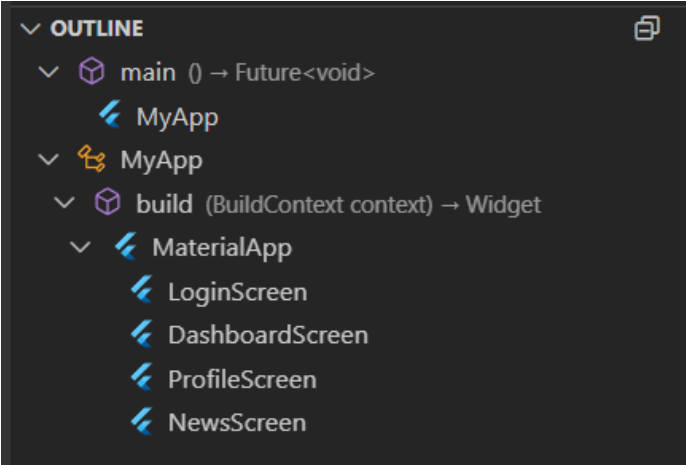 OUTLINE
main () → Future<void>
MyApp
MyApp
build (BuildContext context) → Widget
MaterialApp
LoginScreen
DashboardScreen
ProfileScreen
NewsScreen